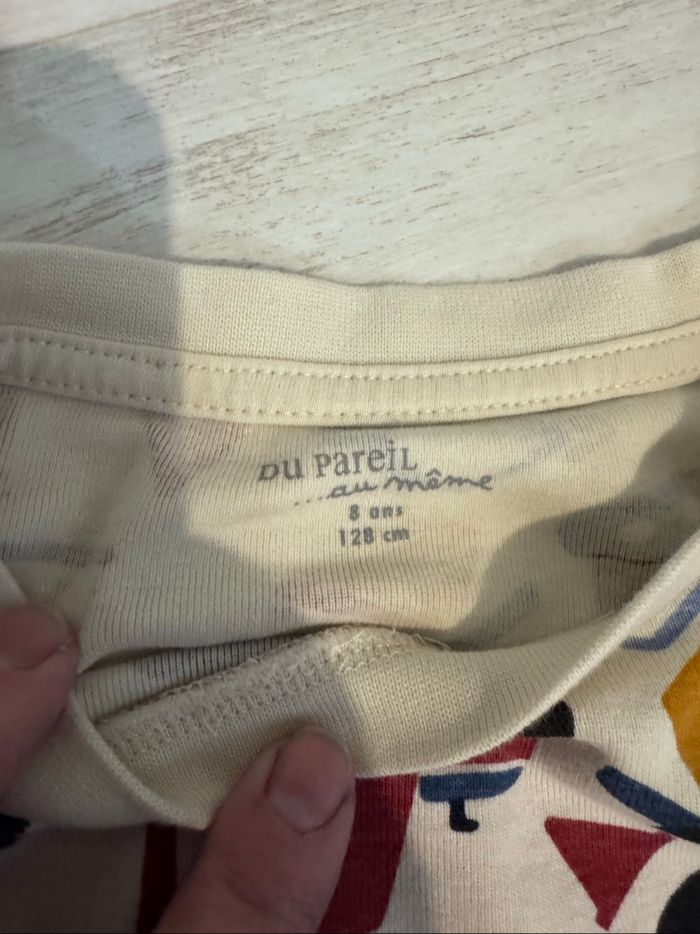 DU PareiL
...au même
8 ans
128 cm